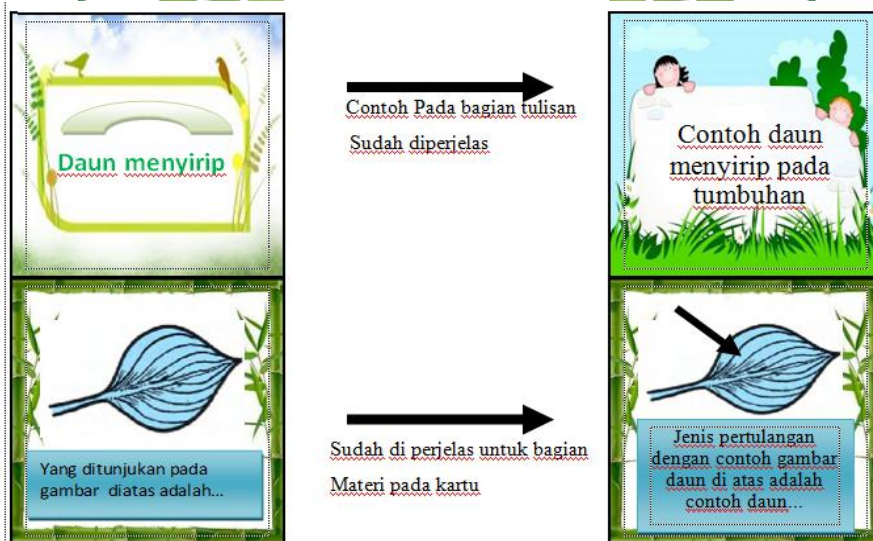 Daun menyirip
Contoh Pada bagian tulisan
Sudah diperjelas
Contoh daun
menyirip pada
tumbuhan
Yang ditunjukan pada
gambar diatas adalah...
Sudah di perjelas untuk bagian
Materi pada kartu
Jenis pertulangan
dengan contoh gambar
daun di atas adalah
contoh daun...